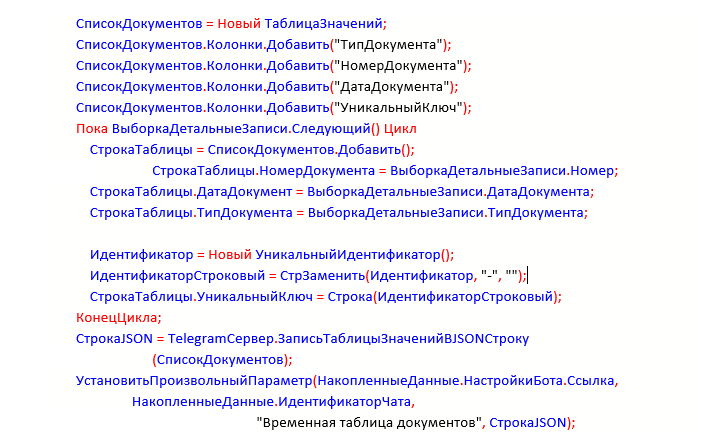 СписокДокументов = Новый ТаблицаЗначений;
СписокДокументов.Колонки.Добавить("ТипДокумента");
СписокДокументов.Колонки.Добавить("НомерДокумента");
СписокДокументов.Колонки.Добавить("ДатаДокумента");
СписокДокументов.Колонки.Добавить("УникальныйКлюч");
Пока ВыборкаДетальныеЗаписи.Следующий() Цикл
СтрокаТаблицы = СписокДокументов.Добавить();
СтрокаТаблицы.НомерДокумента = ВыборкаДетальныеЗаписи.Номер;
СтрокаТаблицы.ДатаДокумент = ВыборкаДетальныеЗаписи.ДатаДокумента;
СтрокаТаблицы.ТипДокумента = ВыборкаДетальныеЗаписи.ТипДокумента;
Идентификатор = Новый УникальныйИдентификатор();
ИдентификаторСтроковый = СтрЗаменить(Идентификатор, "-", "");
СтрокаТаблицы.УникальныйКлюч = Строка(ИдентификаторСтроковый);
КонецЦикла;
СтрокаJSON = TelegramСервер.ЗаписьТаблицыЗначенийВJSONСтроку
(СписокДокументов);
УстановитьПроизвольныйПараметр(НакопленныеДанные.НастройкиБота.Ссылка,
НакопленныеДанные.ИдентификаторЧата,
"Временная таблица документов", СтрокаJSON);